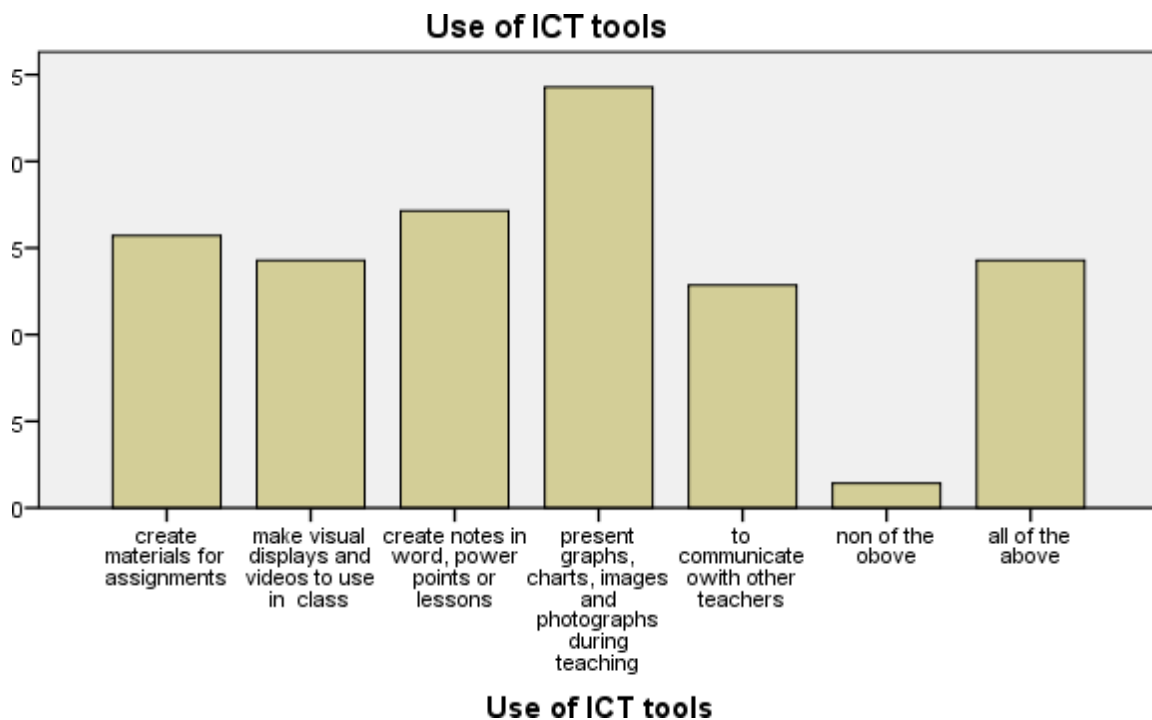 Use of ICT tools
5
0
5
0
5
0
create
materials for
assignments
make visual
displays and
videos to use
in class
create notes in
word, power
points or
lessons
present
graphs,
charts, images
and
photographs
during
teaching
to
communicate
owith other
teachers
non of the
obove
all of the
above
Use of ICT tools